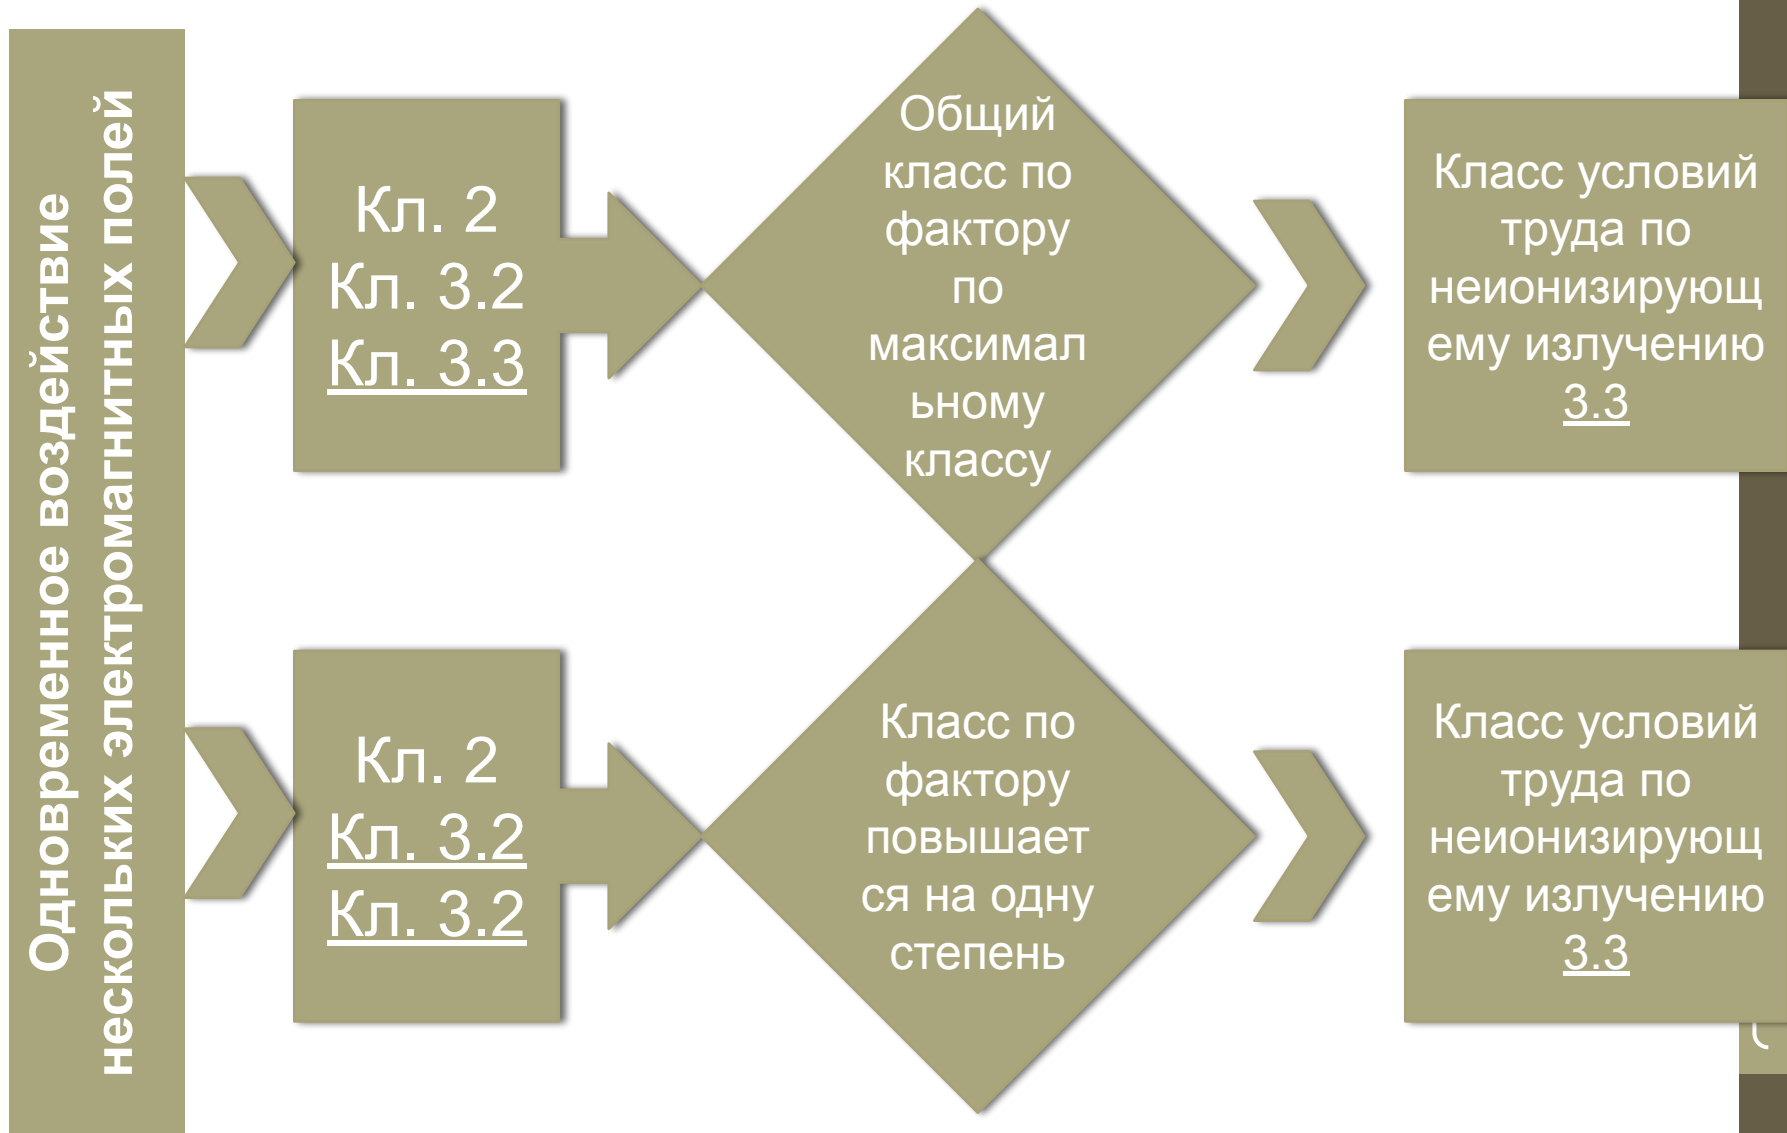 Одновременное воздействие
нескольких электромагнитных полей
Кл. 2
Кл. 3.2
Кл. 3.3
Общий
класс по
фактору
по
максимал
ьному
классу
Класс условий
труда по
неионизирующ
ему излучению
3.3
Кл. 2
Кл. 3.2
Кл. 3.2
Класс по
фактору
повышает
ся на одну
степень
Класс условий
труда по
неионизирующ
ему излучению
3.3